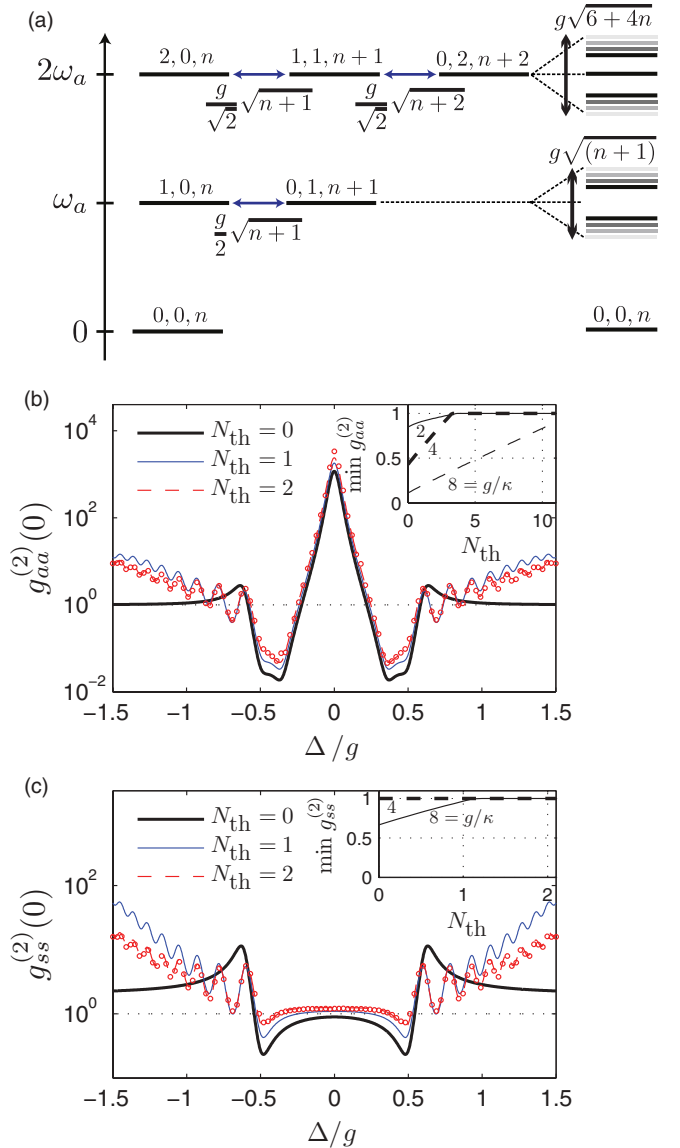 (a)
g√6 + 4n
2ωₐ
2, 0, n
1, 1, n + 1
0, 2, n + 2
g/√2 √n + 1
g/√2 √n + 2
g√(n + 1)
ωₐ
1, 0, n
0, 1, n + 1
g/2 √n + 1
0
0, 0, n
0, 0, n
(b)
g_aa^(2)(0)
10^4
10^2
10^0
10^−2
N_th = 0
N_th = 1
N_th = 2
min g_aa^(2)
1
0.5
0
2
4
8 = g/κ
0
5
10
N_th
−1.5
−1
−0.5
0
0.5
1
1.5
Δ/g
(c)
g_ss^(2)(0)
10^2
10^0
N_th = 0
N_th = 1
N_th = 2
min g_ss^(2)
1
0.5
0
4
8 = g/κ
0
1
2
N_th
−1.5
−1
−0.5
0
0.5
1
1.5
Δ/g